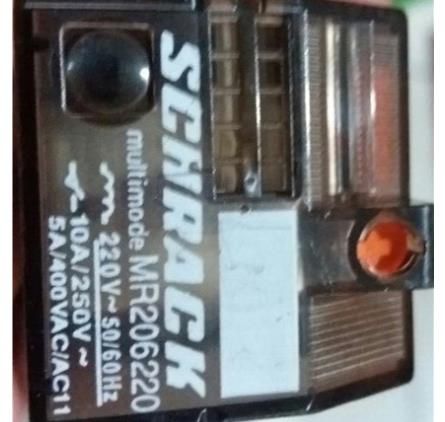 SCHRACK
multimode MR206220
220V~ 50/60Hz
10A/250V~
5A/400VAC/AC11